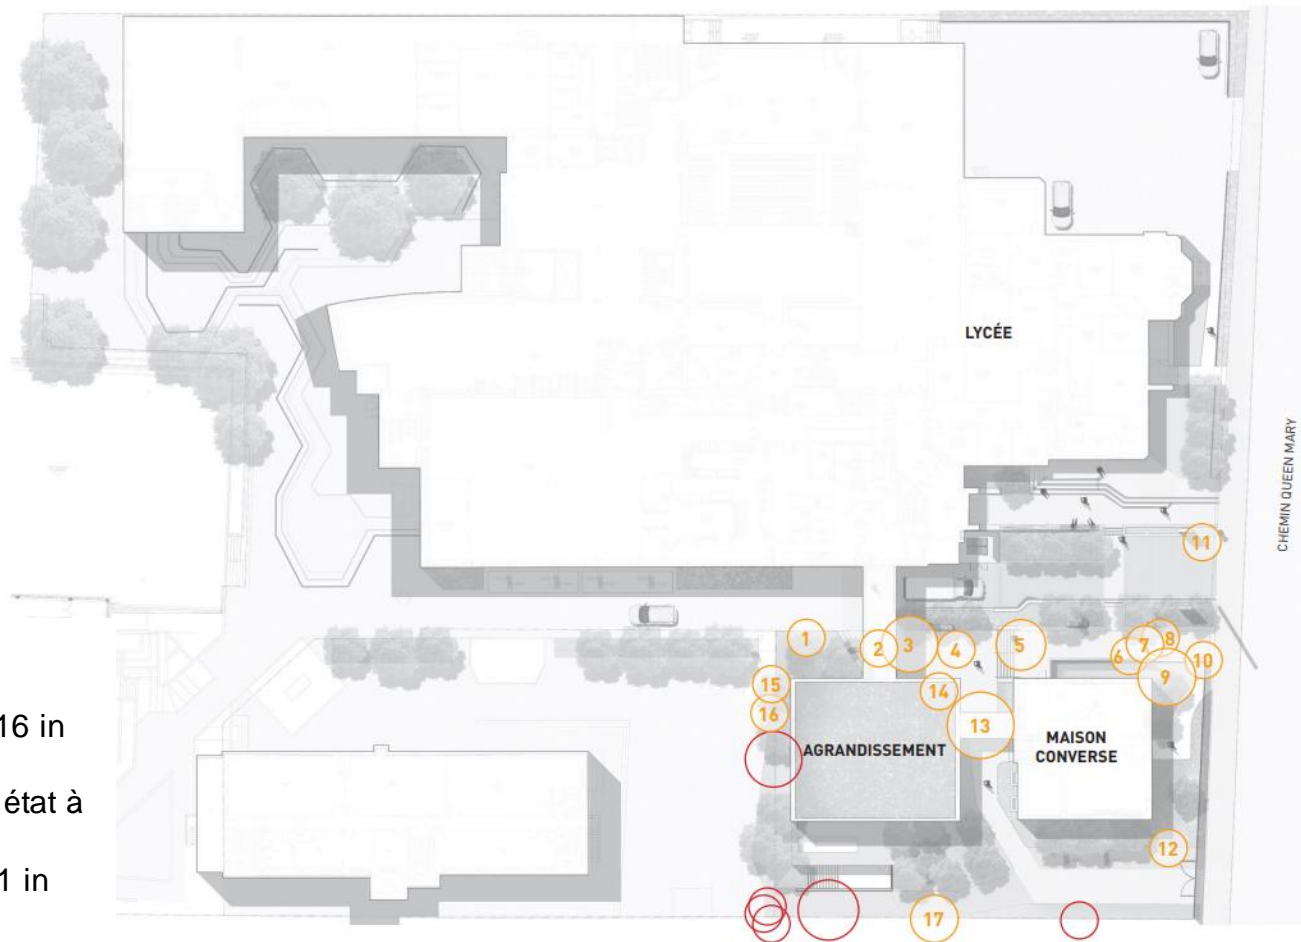 LYCÉE
CHEMIN QUEEN MARY
11
1
2
3
4
5
6
7
8
9
10
15
16
14
13
16 in
AGRANDISSEMENT
MAISON
CONVERSE
état à
12
1 in
17